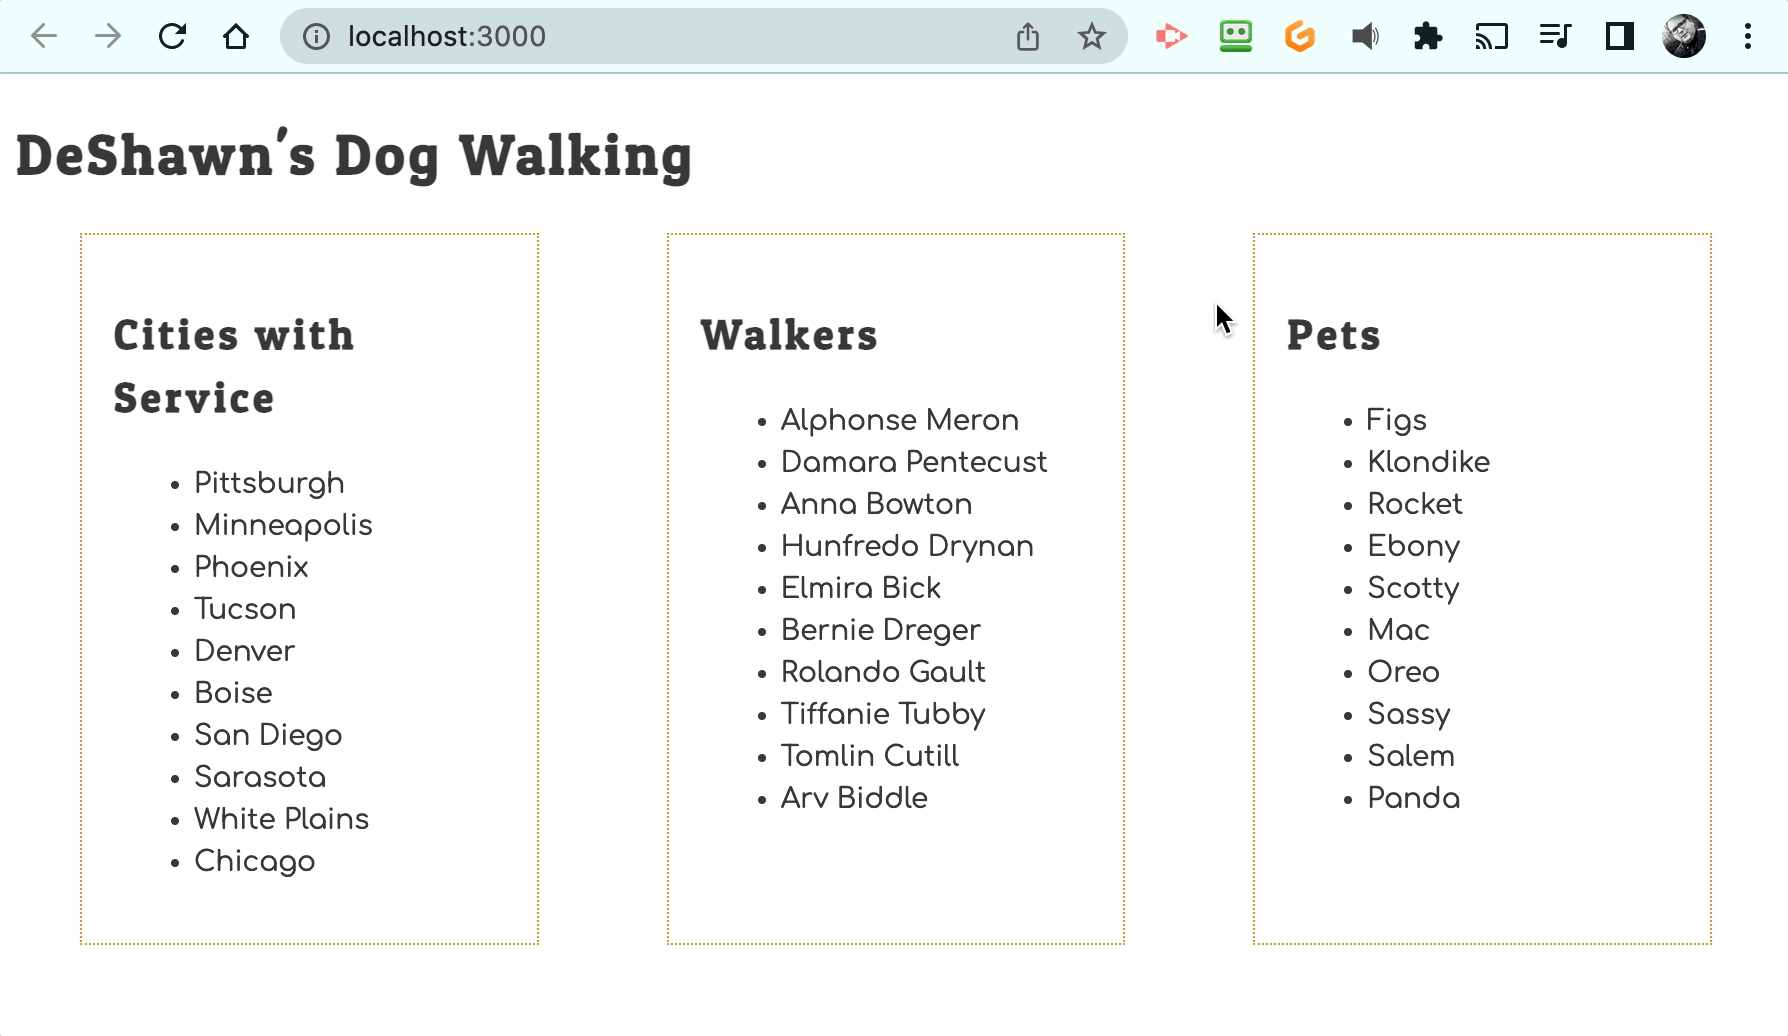 localhost:3000
DeShawn's Dog Walking
Cities with
Service
Pittsburgh
Minneapolis
Phoenix
Tucson
Denver
Boise
San Diego
Sarasota
White Plains
Chicago
Walkers
Alphonse Meron
Damara Pentecust
Anna Bowton
Hunfredo Drynan
Elmira Bick
Bernie Dreger
Rolando Gault
Tiffanie Tubby
Tomlin Cutill
Arv Biddle
Pets
Figs
Klondike
Rocket
Ebony
Scotty
Mac
Oreo
Sassy
Salem
Panda